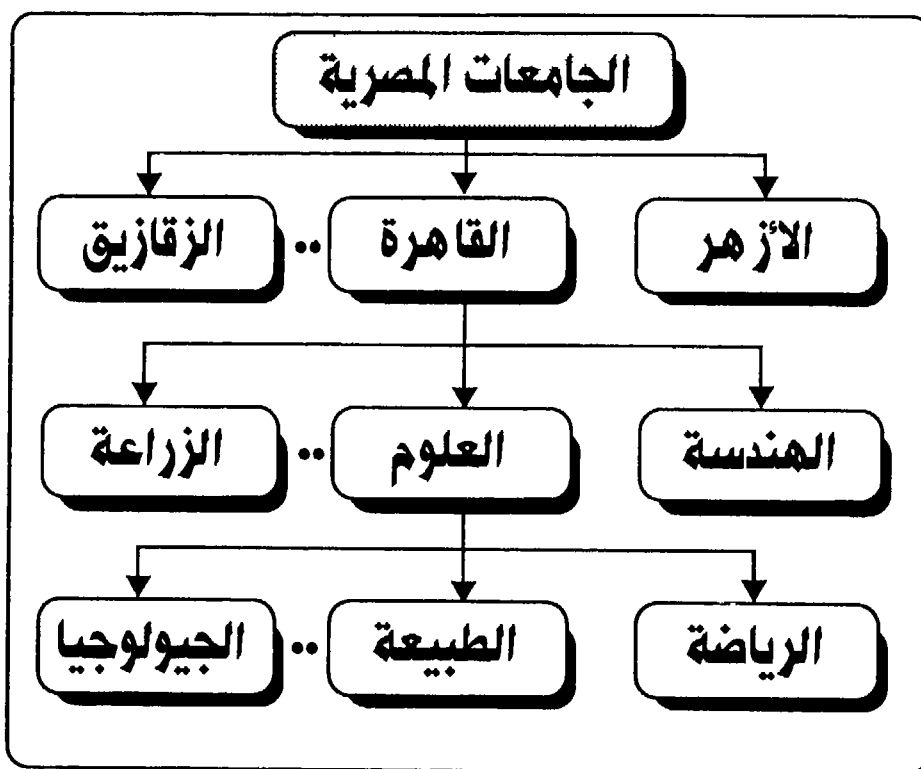 الجامعات المصرية
الأزهر القاهرة .. الزقازيق
الهندسة العلوم .. الزراعة
الرياضة الطبيعة .. الجيولوجيا